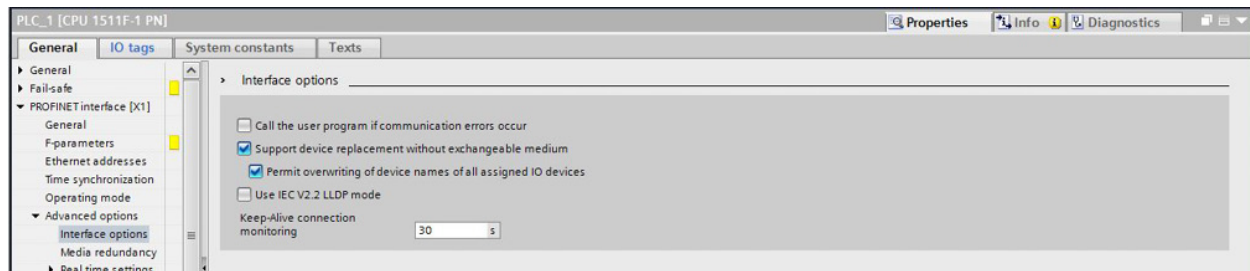 PLC_1 [CPU 1511F-1 PN]
Properties
Info
Diagnostics
General
IO tags
System constants
Texts
General
Fail-safe
PROFINET interface [X1]
General
F-parameters
Ethernet addresses
Time synchronization
Operating mode
Advanced options
Interface options
Media redundancy
Real time settings
Interface options
Call the user program if communication errors occur
Support device replacement without exchangeable medium
Permit overwriting of device names of all assigned IO devices
Use IEC V2.2 LLDP mode
Keep-Alive connection
monitoring
30 s